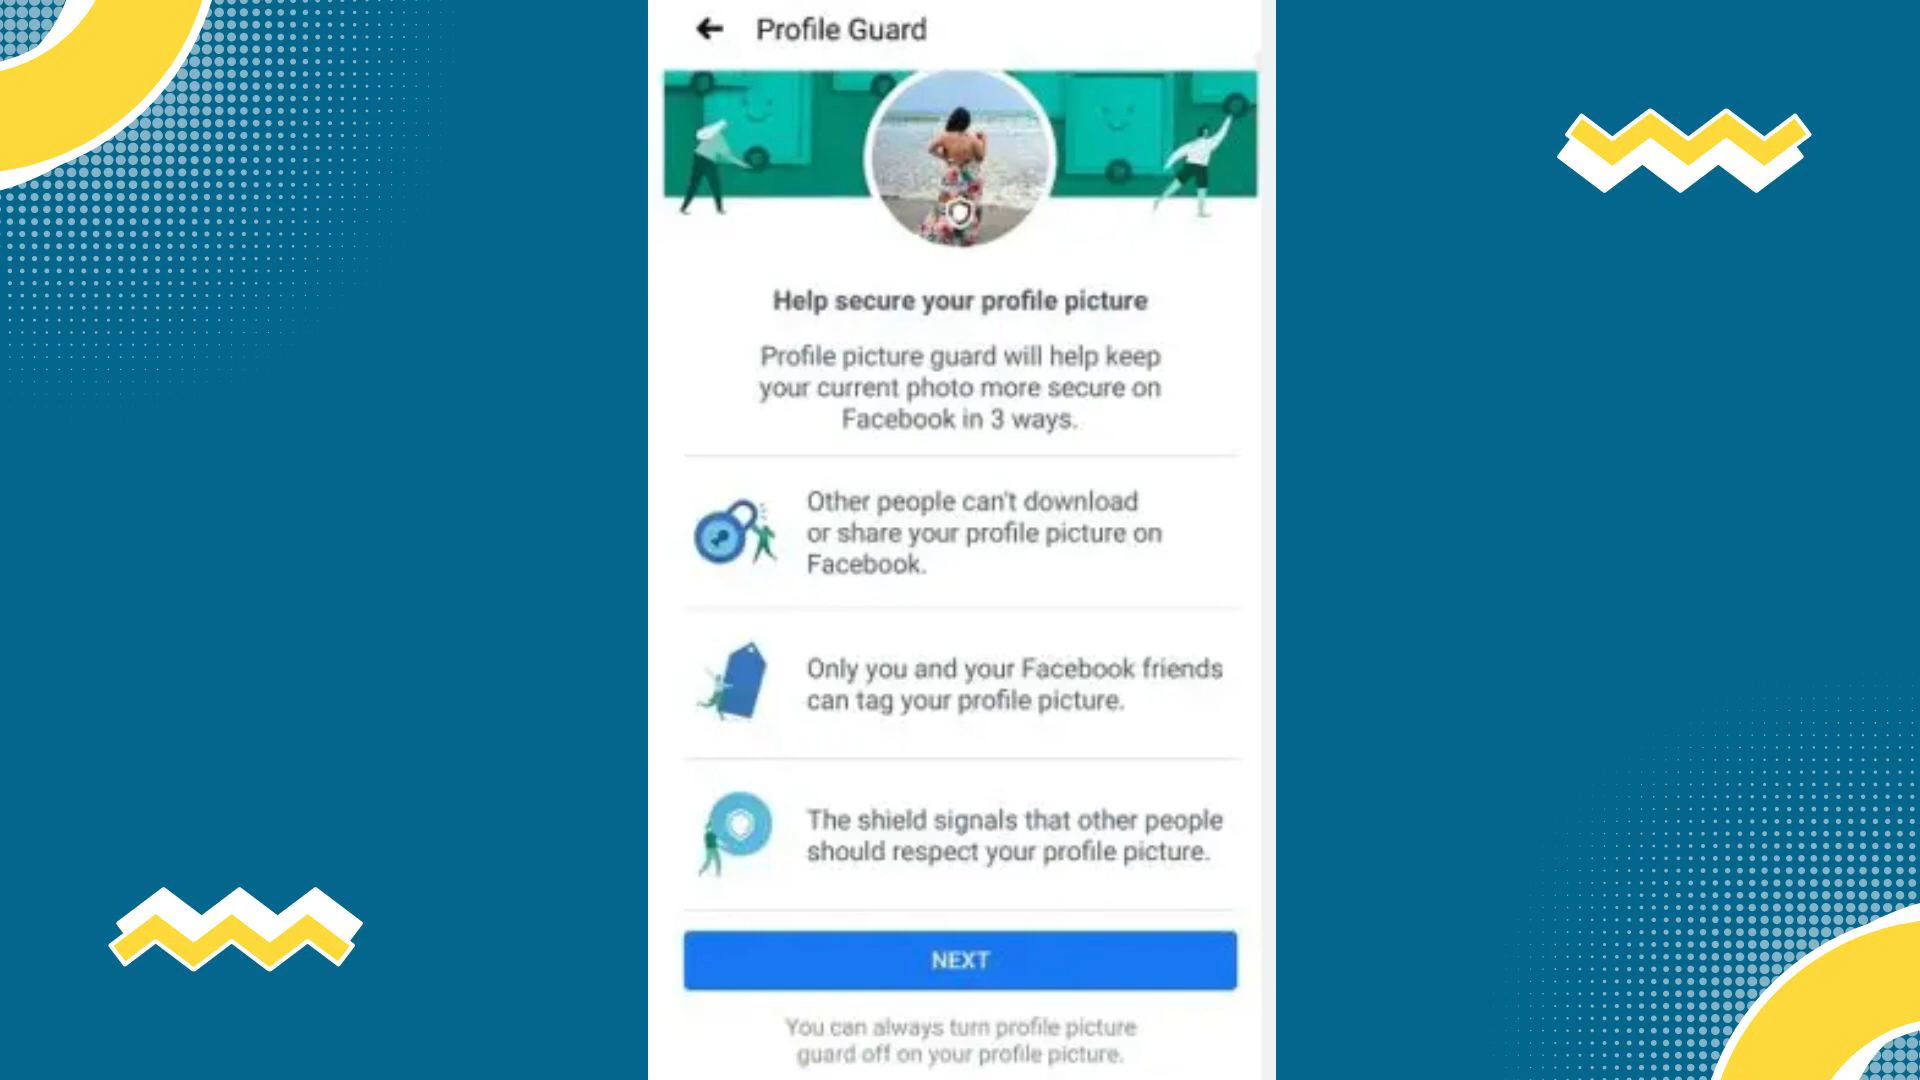 Profile Guard
Help secure your profile picture
Profile picture guard will help keep
your current photo more secure on
Facebook in 3 ways.
Other people can't download
or share your profile picture on
Facebook.
Only you and your Facebook friends
can tag your profile picture.
The shield signals that other people
should respect your profile picture.
NEXT
You can always turn profile picture
guard off on your profile picture.